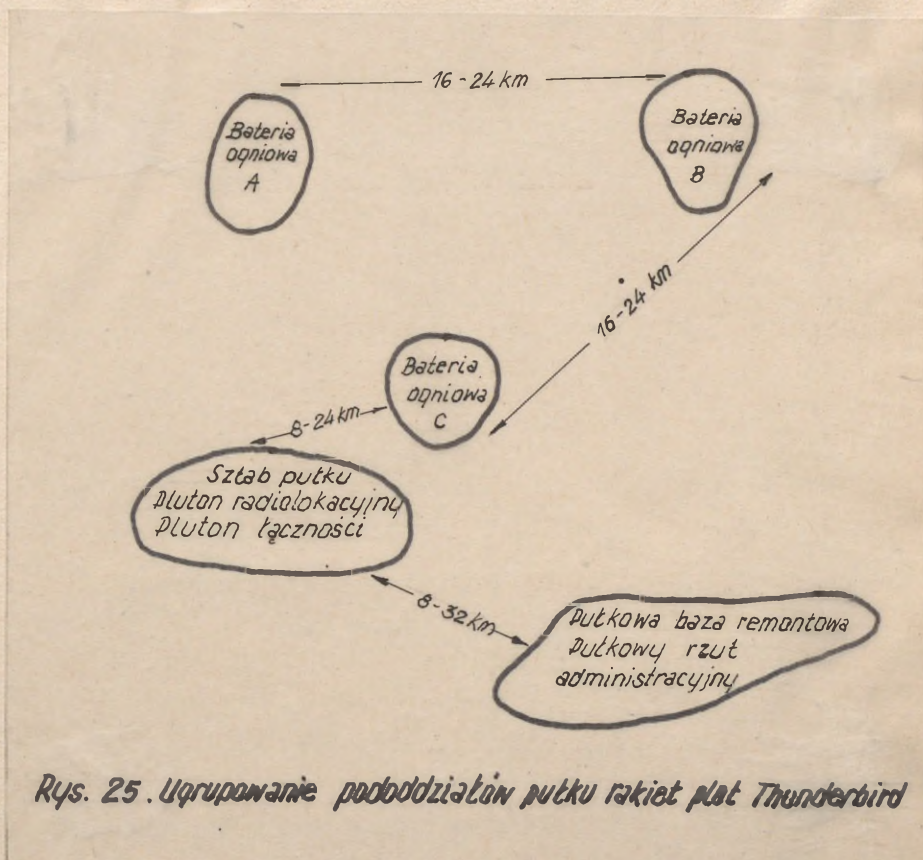 16-24 km
Bateria
ogniowa
A
Bateria
ogniowa
B
16-24 km
Bateria
ogniowa
C
8-24 km
Sztab pułku
Pluton radiolokacyjny
Pluton łączności
8-32 km
Pułkowa baza remontowa
Pułkowy rzut
administracyjny
Rys. 25. Ugrupowanie pododdziałów pułku rakiet plot Thunderbird